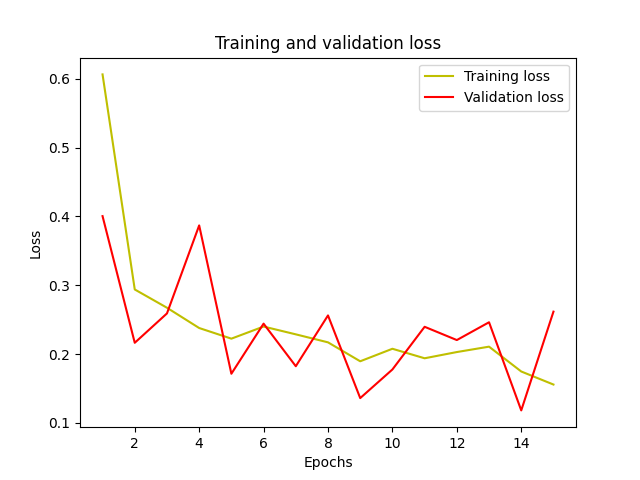 Training and validation loss
Training loss
Validation loss
0.6
0.5
0.4
0.3
0.2
0.1
Loss
2 4 6 8 10 12 14
Epochs